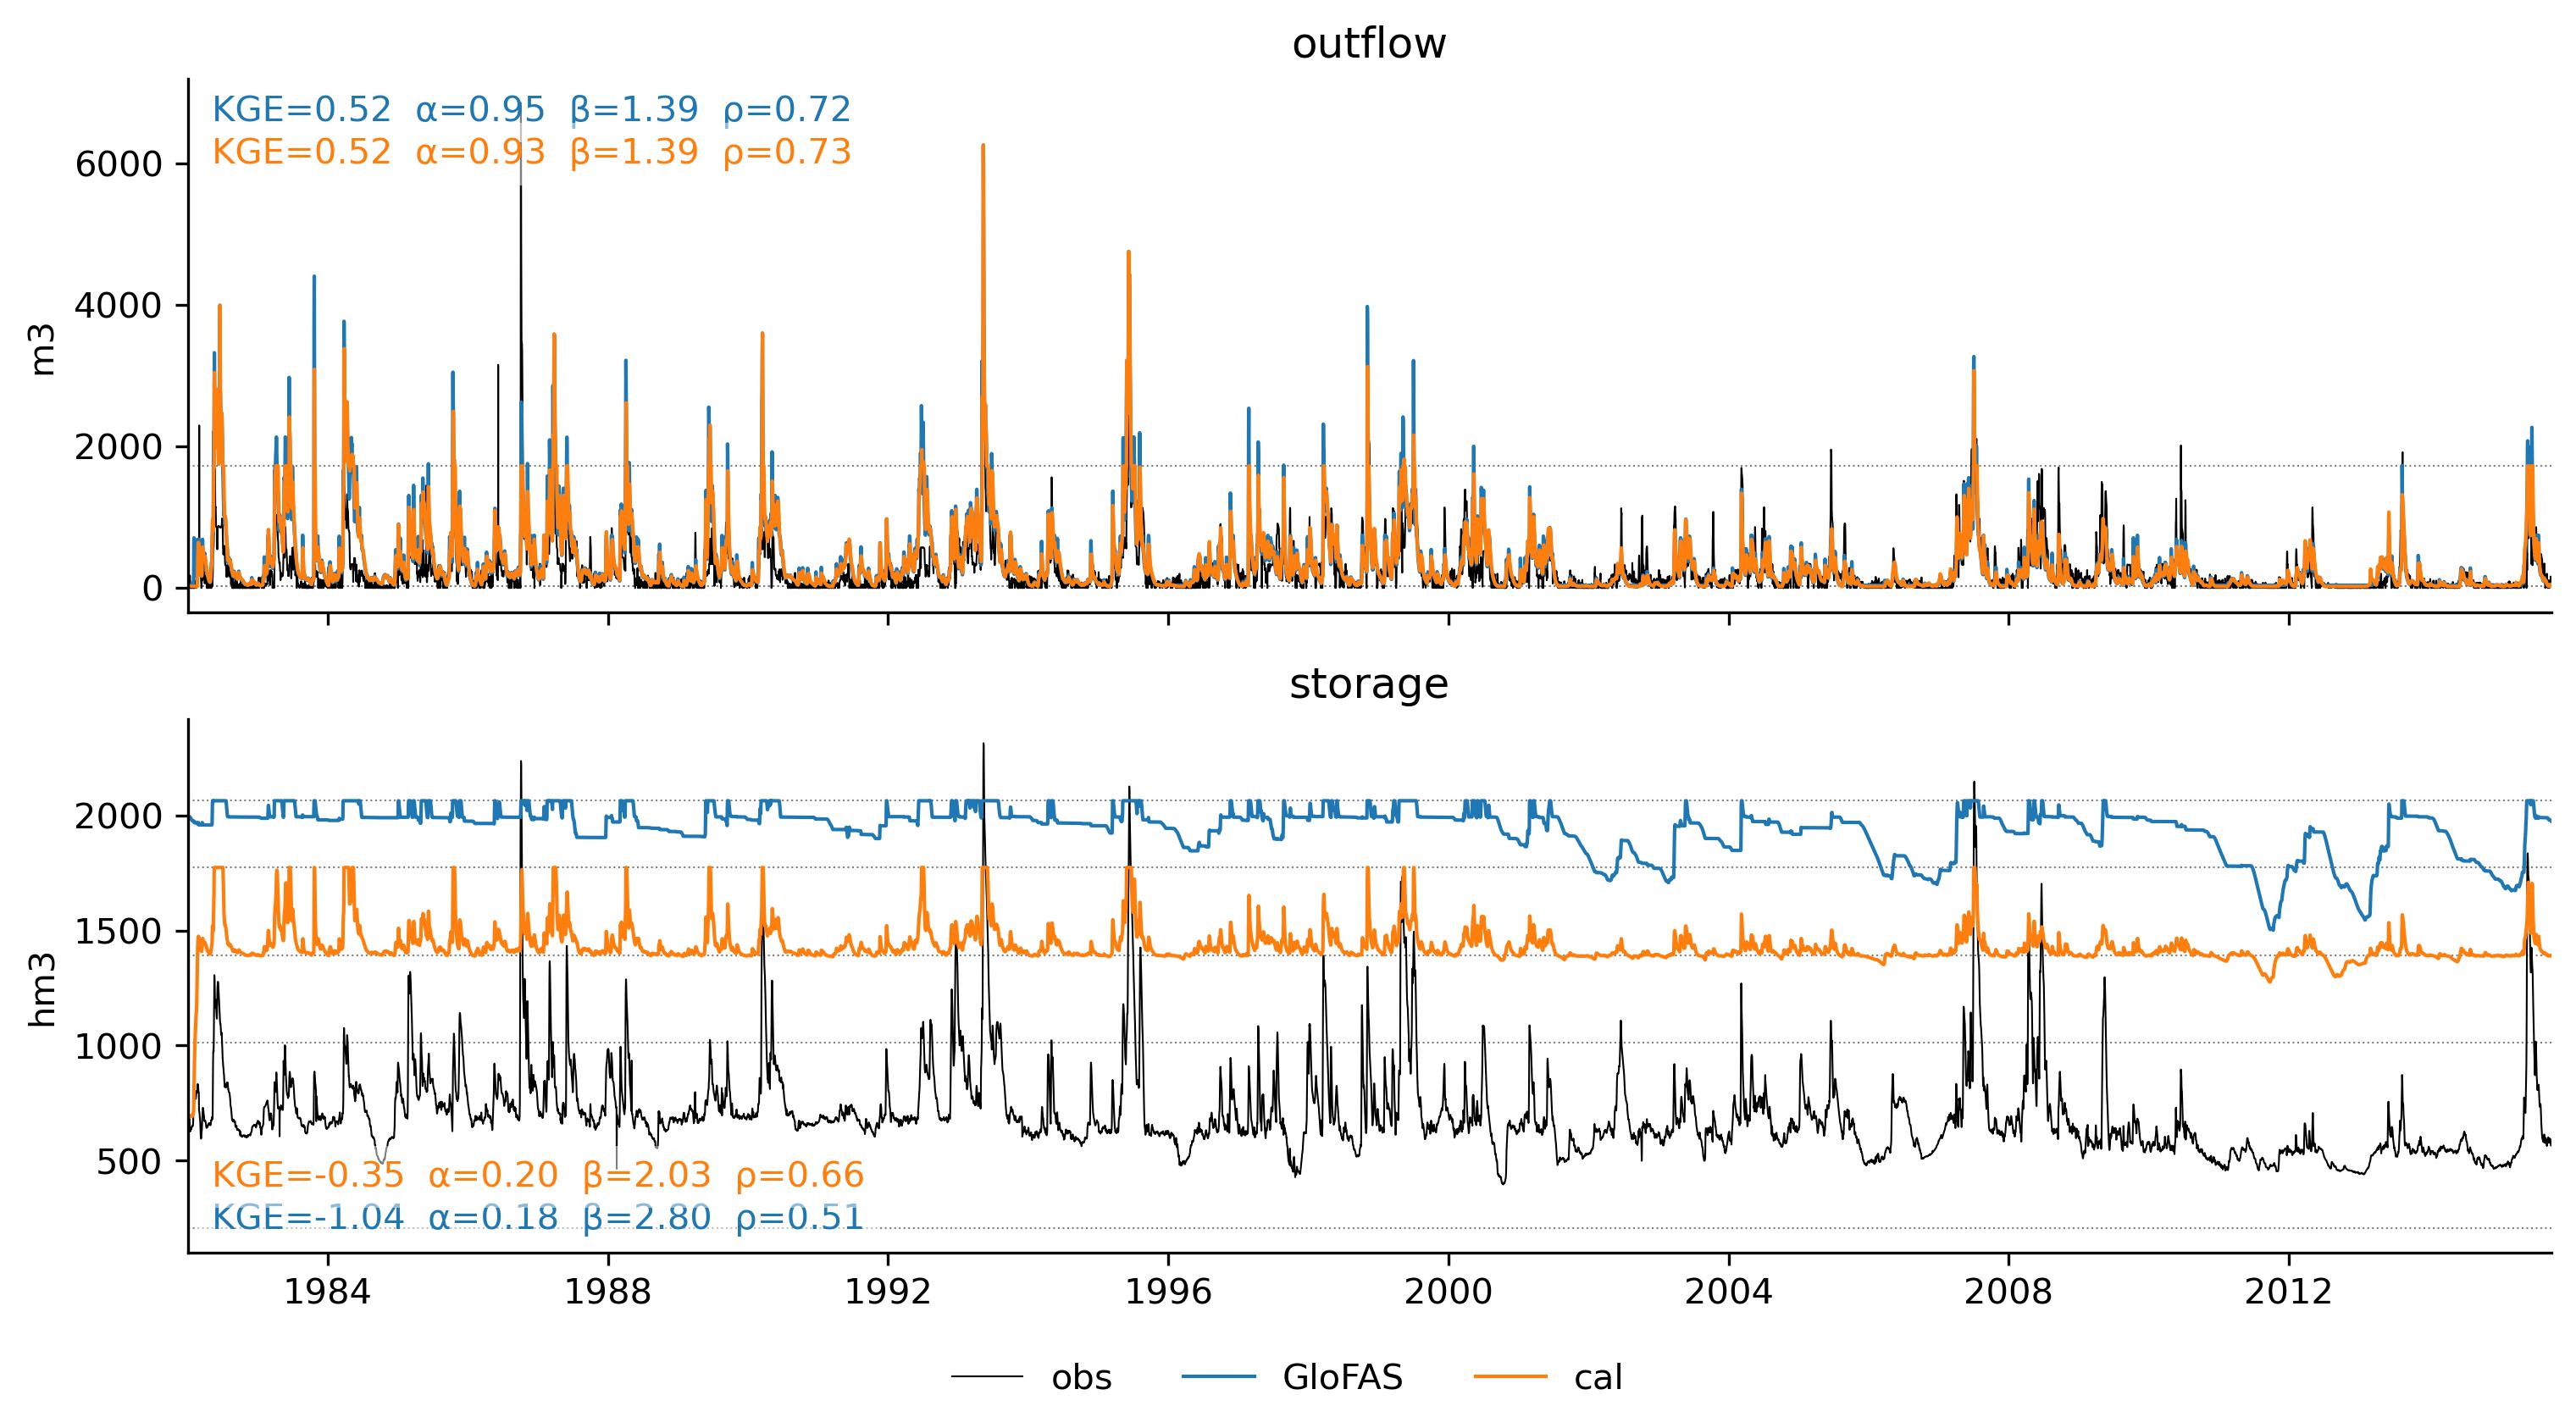 outflow
KGE=0.52 α=0.95 β=1.39 ρ=0.72
KGE=0.52 α=0.93 β=1.39 ρ=0.73
6000
4000
2000
0
m3
storage
2000
1500
1000
500
hm3
KGE=-0.35 α=0.20 β=2.03 ρ=0.66
KGE=-1.04 α=0.18 β=2.80 ρ=0.51
1984 1988 1992 1996 2000 2004 2008 2012
obs GloFAS cal